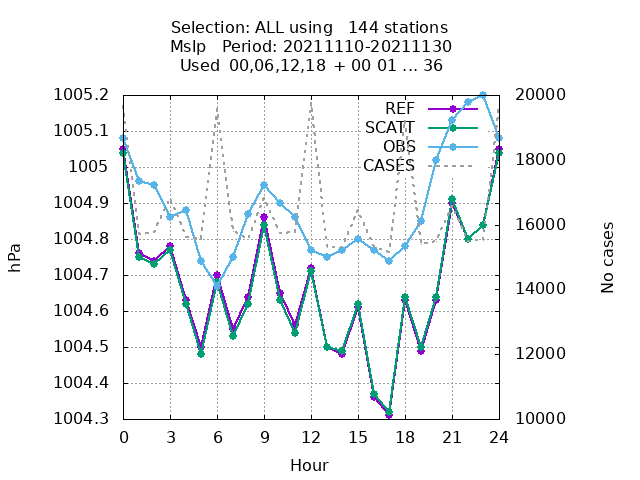 Selection: ALL using   144 stations
Mslp   Period: 20211110-20211130
Used  00,06,12,18 + 00 01 ... 36
1005.2
1005.1
1005
1004.9
1004.8
1004.7
1004.6
1004.5
1004.4
1004.3
hPa
REF
SCATT
OBS
CASES
20000
18000
16000
14000
12000
10000
No cases
0 3 6 9 12 15 18 21 24
Hour